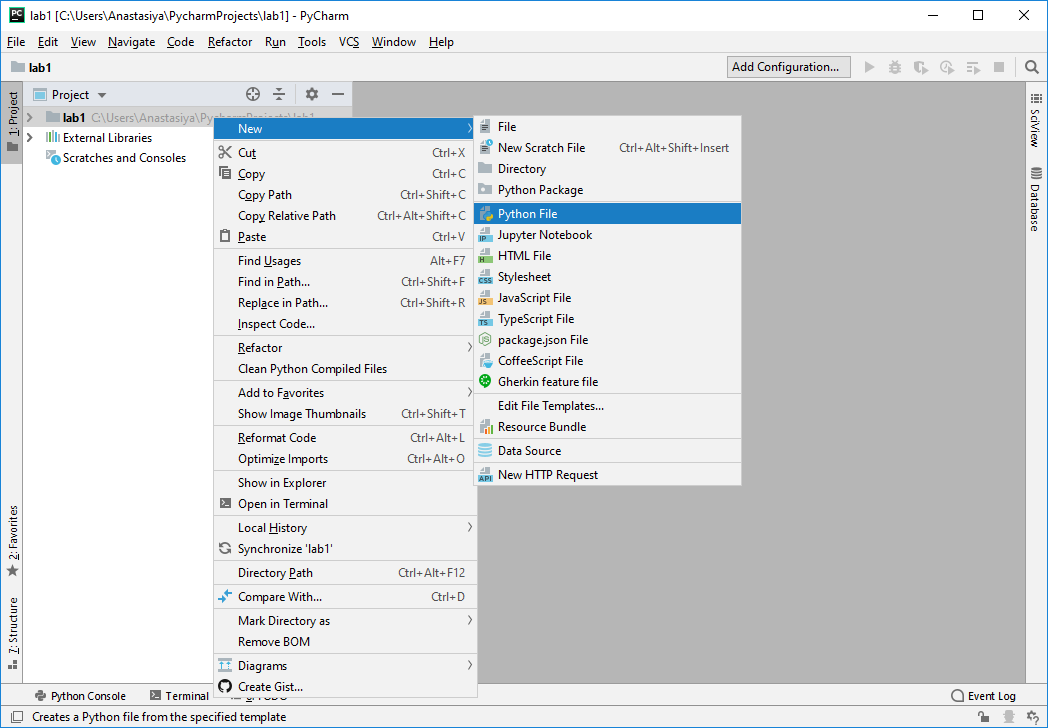 lab1 [C:\Users\Anastasiya\PycharmProjects\lab1] - PyCharm
File Edit View Navigate Code Refactor Run Tools VCS Window Help
lab1
Add Configuration...
1: Project
Project
lab1 C:\Users\Anastasiya\PycharmProjects\lab1
External Libraries
Scratches and Consoles
New
Cut Ctrl+X
Copy Ctrl+C
Copy Path Ctrl+Shift+C
Copy Relative Path Ctrl+Alt+Shift+C
Paste Ctrl+V
Find Usages Alt+F7
Find in Path... Ctrl+Shift+F
Replace in Path... Ctrl+Shift+R
Inspect Code...
Refactor
Clean Python Compiled Files
Add to Favorites
Show Image Thumbnails Ctrl+Shift+T
Reformat Code Ctrl+Alt+L
Optimize Imports Ctrl+Alt+O
Show in Explorer
Open in Terminal
Local History
Synchronize 'lab1'
Directory Path Ctrl+Alt+F12
Compare With... Ctrl+D
Mark Directory as
Remove BOM
Diagrams
Create Gist...
File
New Scratch File Ctrl+Alt+Shift+Insert
Directory
Python Package
Python File
Jupyter Notebook
HTML File
Stylesheet
JavaScript File
TypeScript File
package.json File
CoffeeScript File
Gherkin feature file
Edit File Templates...
Resource Bundle
Data Source
New HTTP Request
SciView
Database
2: Favorites
7: Structure
Python Console
Terminal
Event Log
Creates a Python file from the specified template